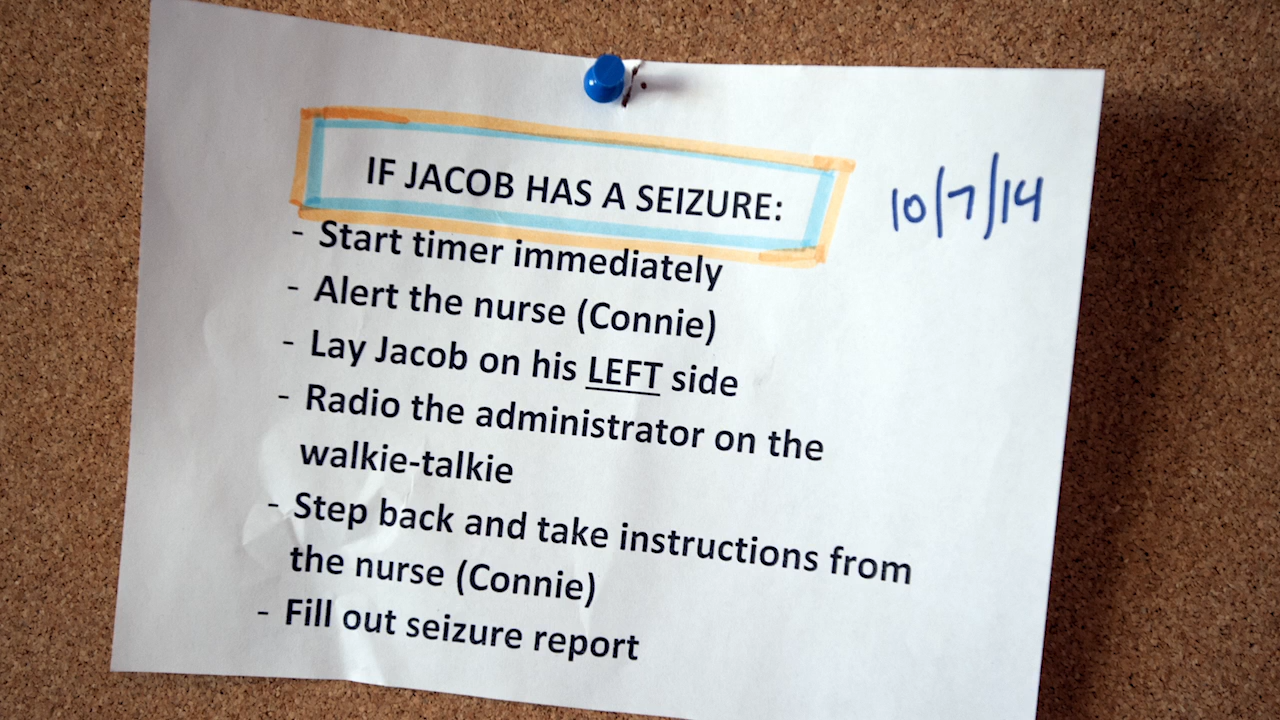 IF JACOB HAS A SEIZURE:
10/7/14
- Start timer immediately
- Alert the nurse (Connie)
- Lay Jacob on his LEFT side
- Radio the administrator on the
walkie-talkie
- Step back and take instructions from
the nurse (Connie)
- Fill out seizure report